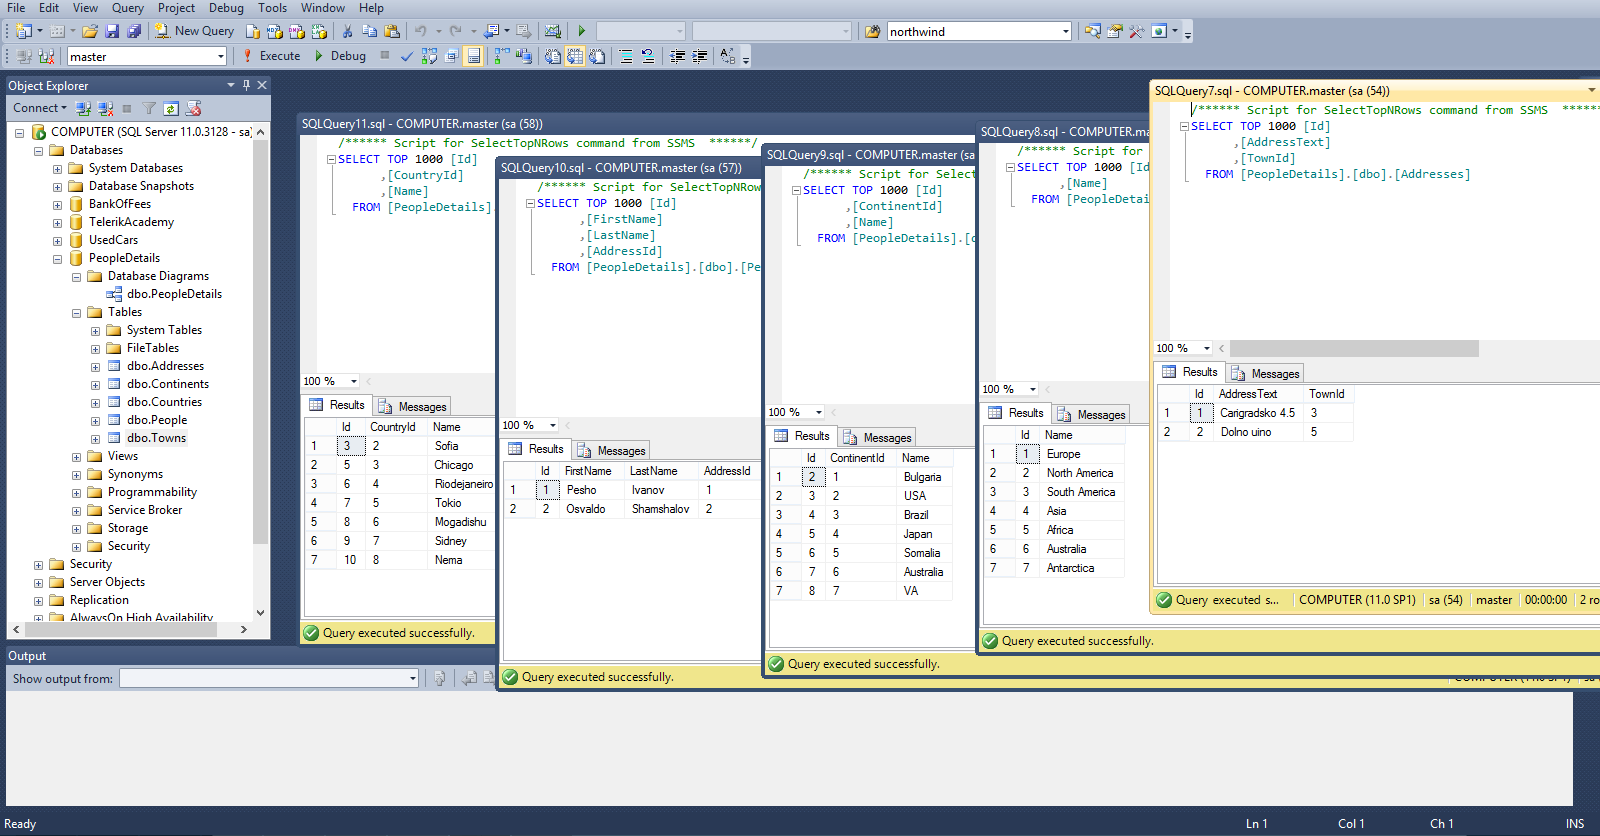 File Edit View Query Project Debug Tools Window Help
New Query northwind
master Execute Debug
Object Explorer
Connect
COMPUTER (SQL Server 11.0.3128 - sa)
Databases
System Databases
Database Snapshots
BankOfFees
TelerikAcademy
UsedCars
PeopleDetails
Database Diagrams
dbo.PeopleDetails
Tables
System Tables
FileTables
dbo.Addresses
dbo.Continents
dbo.Countries
dbo.People
dbo.Towns
Views
Synonyms
Programmability
Service Broker
Storage
Security
Security
Server Objects
Replication
AlwaysOn High Availability
SQLQuery11.sql - COMPUTER.master (sa (58))
/****** Script for SelectTopNRows command from SSMS ******/
SELECT TOP 1000 [Id]
,[CountryId]
,[Name]
FROM [PeopleDetails].
100 %
Results Messages
Id CountryId Name
1 3 2 Sofia
2 5 3 Chicago
3 6 4 Riodejaneiro
4 7 5 Tokio
5 8 6 Mogadishu
6 9 7 Sidney
7 10 8 Nema
Query executed successfully.
SQLQuery10.sql - COMPUTER.master (sa (57))
/****** Script for SelectTopNRow
SELECT TOP 1000 [Id]
,[FirstName]
,[LastName]
,[AddressId]
FROM [PeopleDetails].[dbo].[Pe
100 %
Results Messages
Id FirstName LastName AddressId
1 1 Pesho Ivanov 1
2 2 Osvaldo Shamshalov 2
Query executed successfully.
SQLQuery9.sql - COMPUTER.master (sa
/****** Script for Select
SELECT TOP 1000 [Id]
,[ContinentId]
,[Name]
FROM [PeopleDetails].[d
100 %
Results Messages
Id ContinentId Name
1 2 1 Bulgaria
2 3 2 USA
3 4 3 Brazil
4 5 4 Japan
5 6 5 Somalia
6 7 6 Australia
7 8 7 VA
Query executed successfully.
SQLQuery8.sql - COMPUTER.ma
/****** Script for
SELECT TOP 1000 [Id]
,[Name]
FROM [PeopleDetai
100 %
Results Messages
Id Name
1 1 Europe
2 2 North America
3 3 South America
4 4 Asia
5 5 Africa
6 6 Australia
7 7 Antarctica
Query executed successfully.
SQLQuery7.sql - COMPUTER.master (sa (54))
/****** Script for SelectTopNRows command from SSMS ******
SELECT TOP 1000 [Id]
,[AddressText]
,[TownId]
FROM [PeopleDetails].[dbo].[Addresses]
100 %
Results Messages
Id AddressText TownId
1 1 Carigradsko 4.5 3
2 2 Dolno uino 5
Query executed s... COMPUTER (11.0 SP1) sa (54) master 00:00:00 2 ro
Output
Show output from:
Ready Ln 1 Col 1 Ch 1 INS